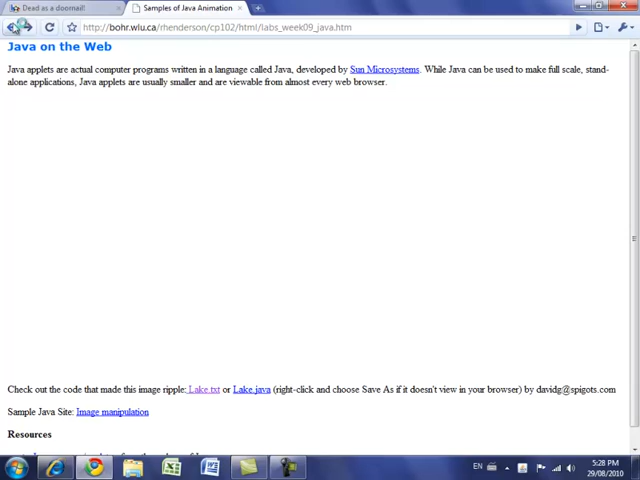 Dead as a doornail!
Samples of Java Animation
http://bohr.wlu.ca/rhenderson/cp102/html/labs_week09_java.htm
Java on the Web
Java applets are actual computer programs written in a language called Java, developed by Sun Microsystems. While Java can be used to make full scale, stand-
alone applications, Java applets are usually smaller and are viewable from almost every web browser.
Check out the code that made this image ripple: Lake.txt or Lake.java (right-click and choose Save As if it doesn't view in your browser) by davidg@spigots.com
Sample Java Site: Image manipulation
Resources
EN
5:28 PM
29/08/2010